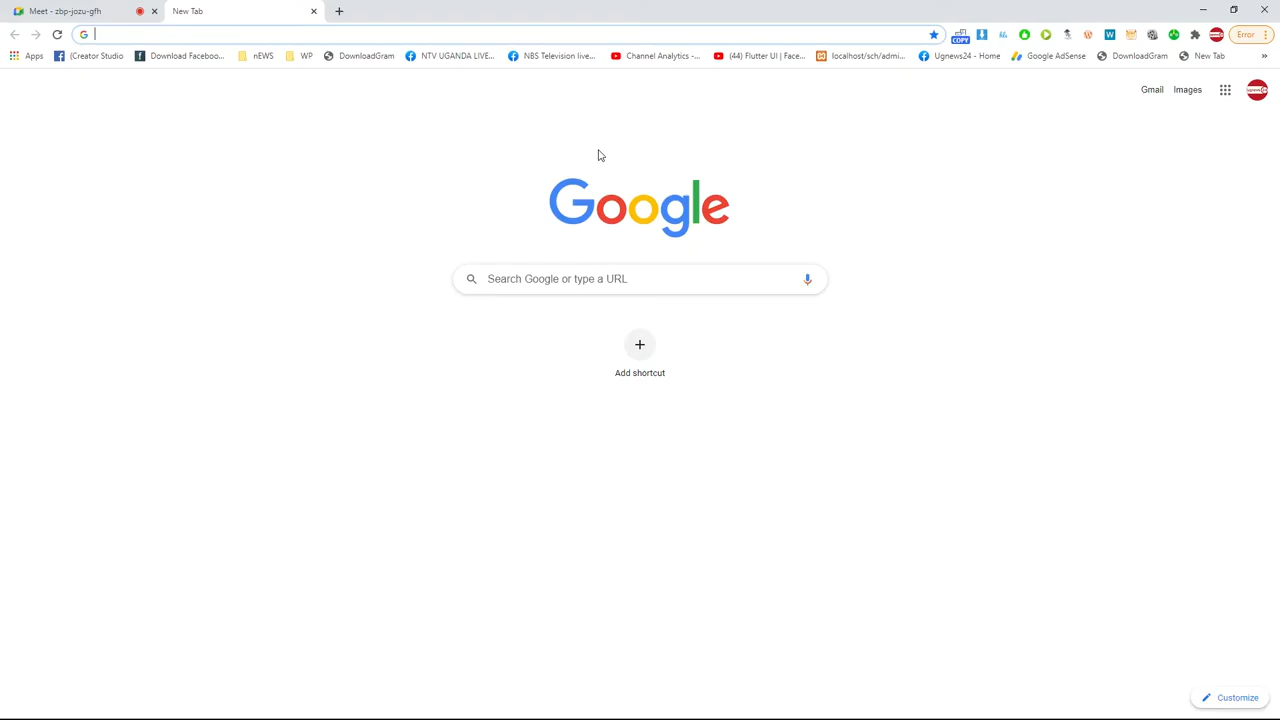 Meet - zbp-jozu-gfh
New Tab
COPY
Error
Apps
(Creator Studio
Download Faceboo...
nEWS
WP
DownloadGram
NTV UGANDA LIVE...
NBS Television live...
Channel Analytics -...
(44) Flutter UI | Face...
localhost/sch/admi...
Ugnews24 - Home
Google AdSense
DownloadGram
New Tab
Gmail
Images
Google
Search Google or type a URL
Add shortcut
Customize